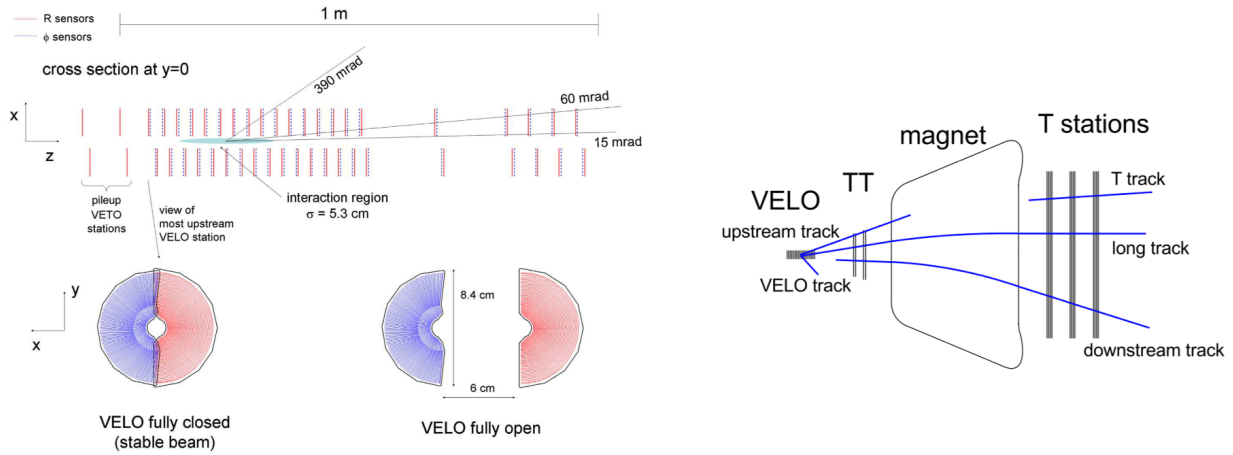 R sensors
ϕ sensors
1 m
cross section at y=0
390 mrad
60 mrad
15 mrad
x
z
pileup
VETO
stations
view of
most upstream
VELO station
interaction region
σ = 5.3 cm
y
x
8.4 cm
6 cm
VELO fully closed
(stable beam)
VELO fully open
magnet
T stations
TT
VELO
T track
upstream track
long track
VELO track
downstream track